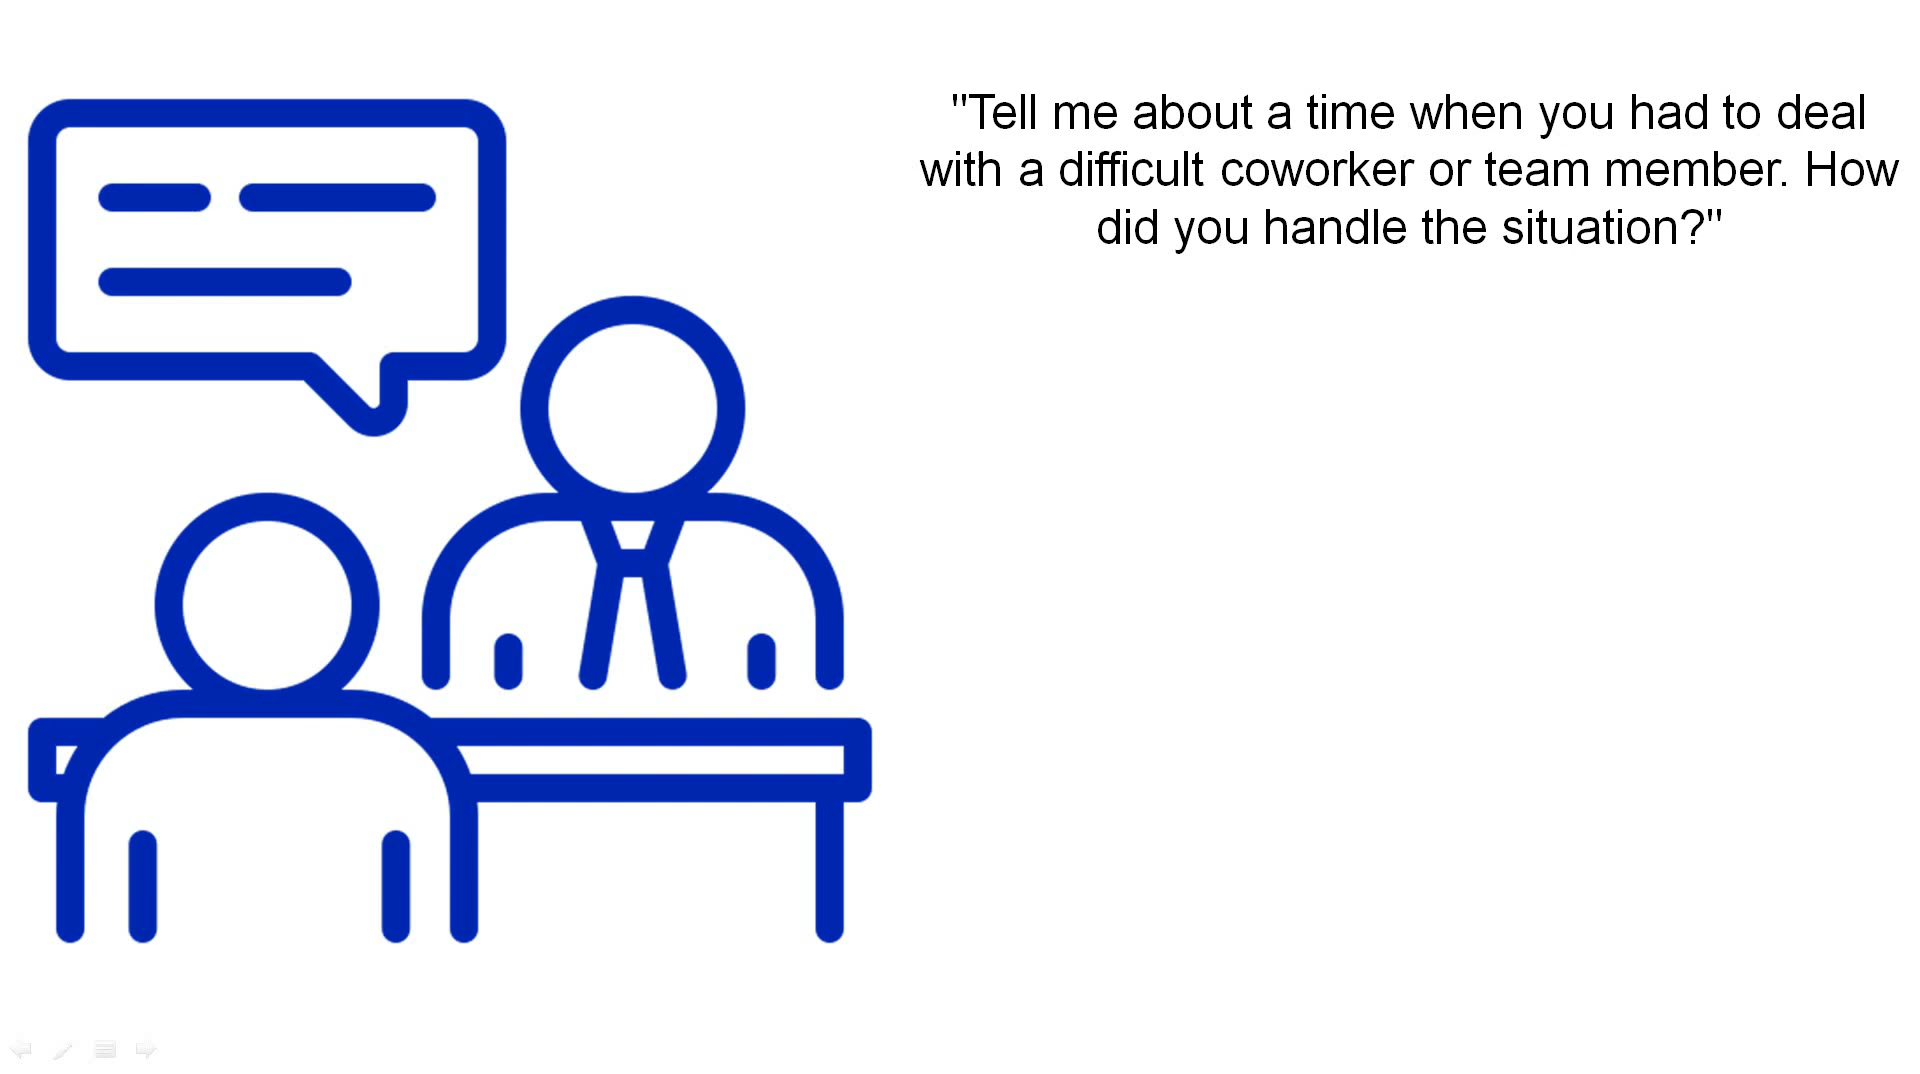 "Tell me about a time when you had to deal
with a difficult coworker or team member. How
did you handle the situation?"